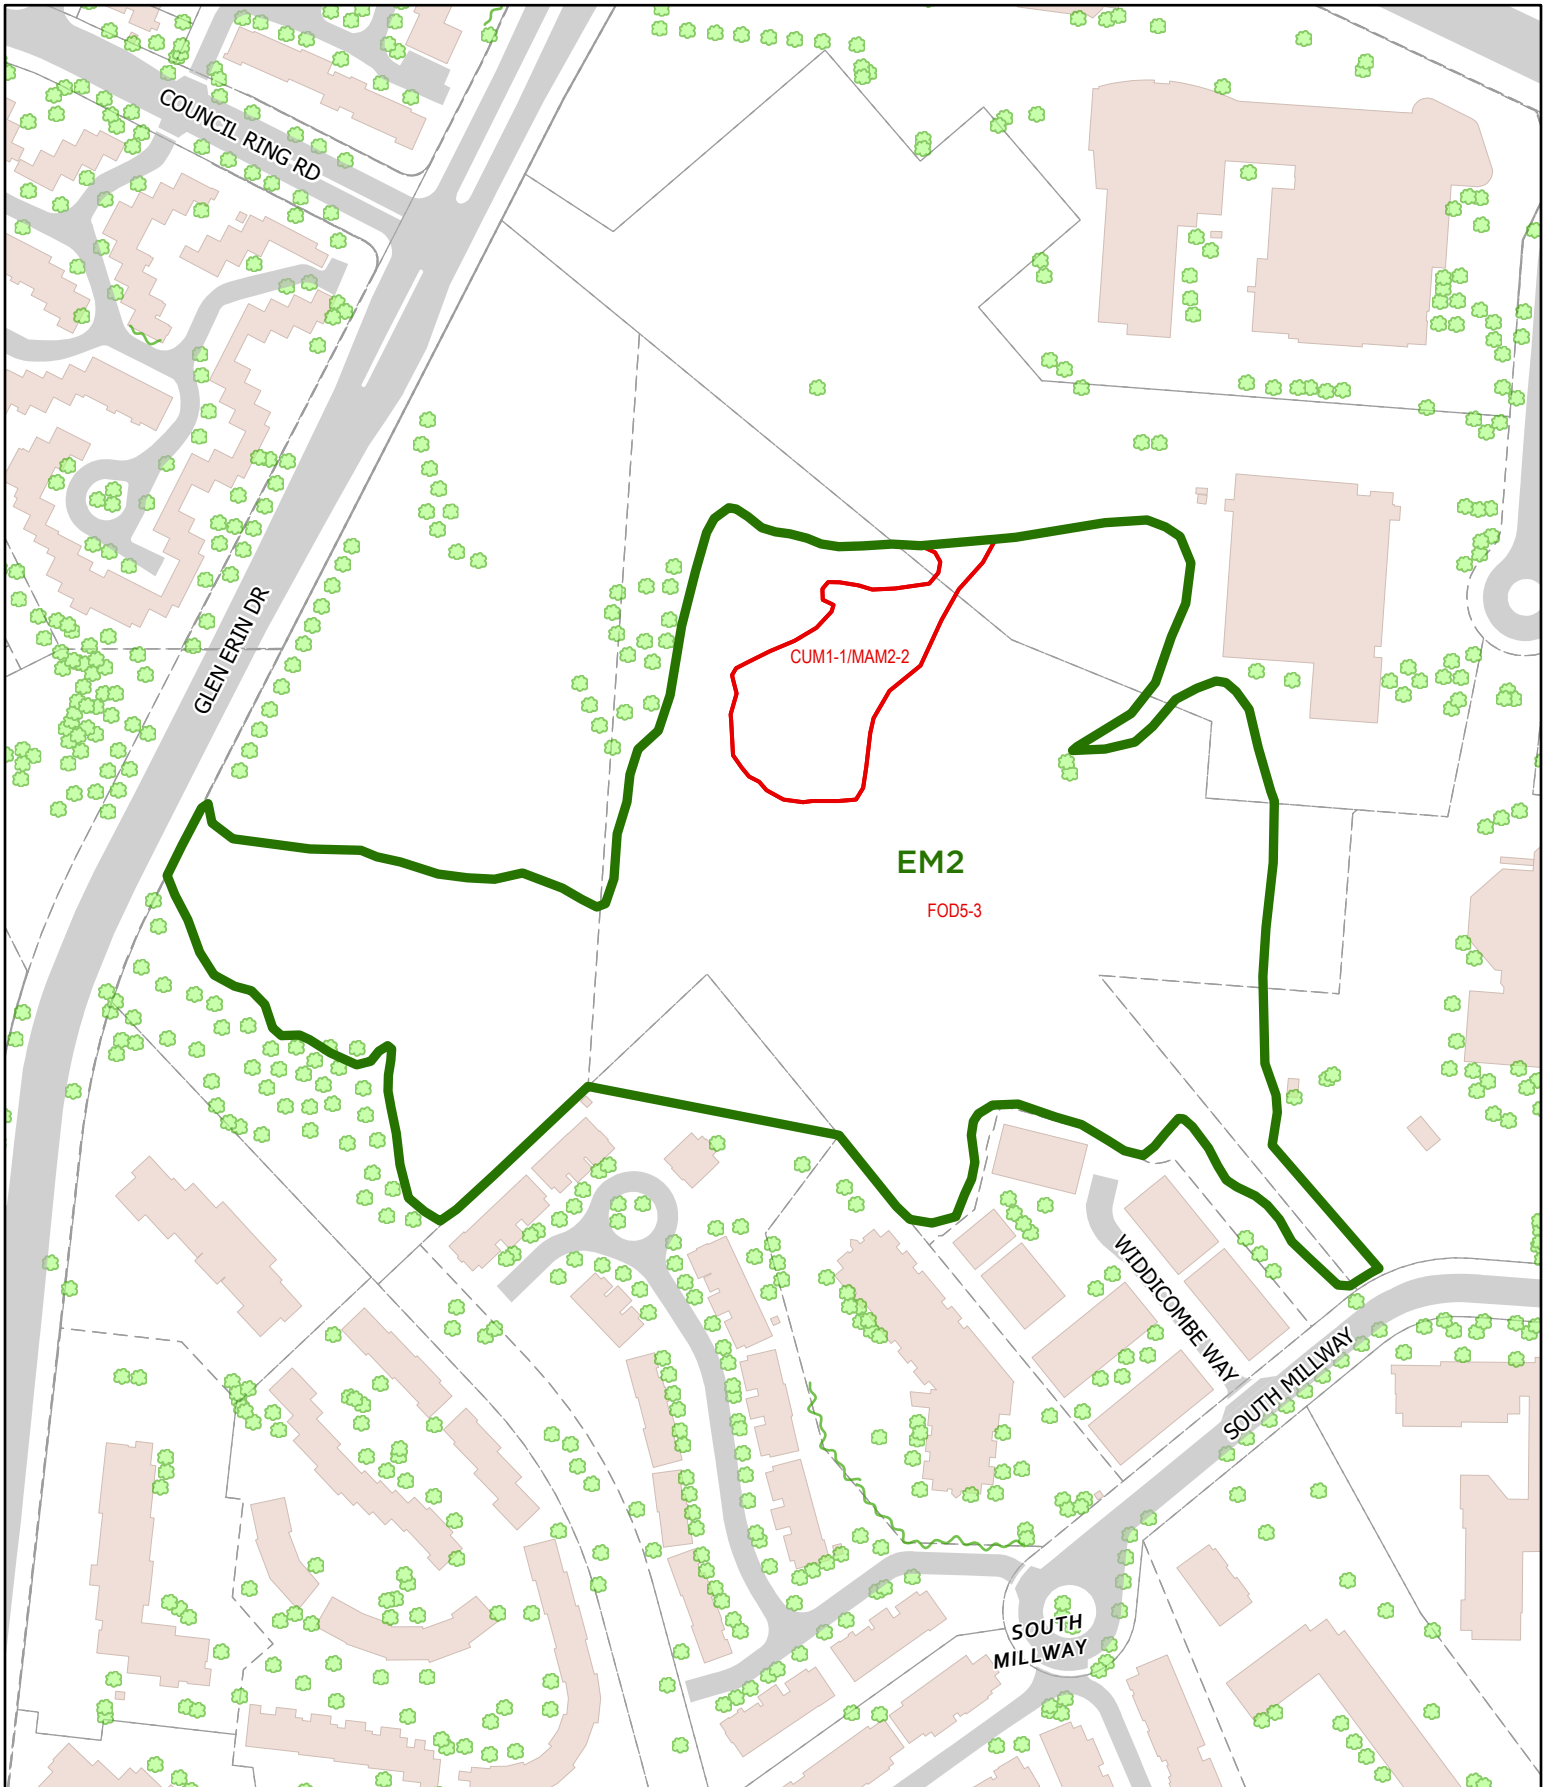 COUNCIL RING RD
GLEN ERIN DR
CUM1-1/MAM2-2
EM2
FOD5-3
WIDDICOMBE WAY
SOUTH MILLWAY
SOUTH
MILLWAY